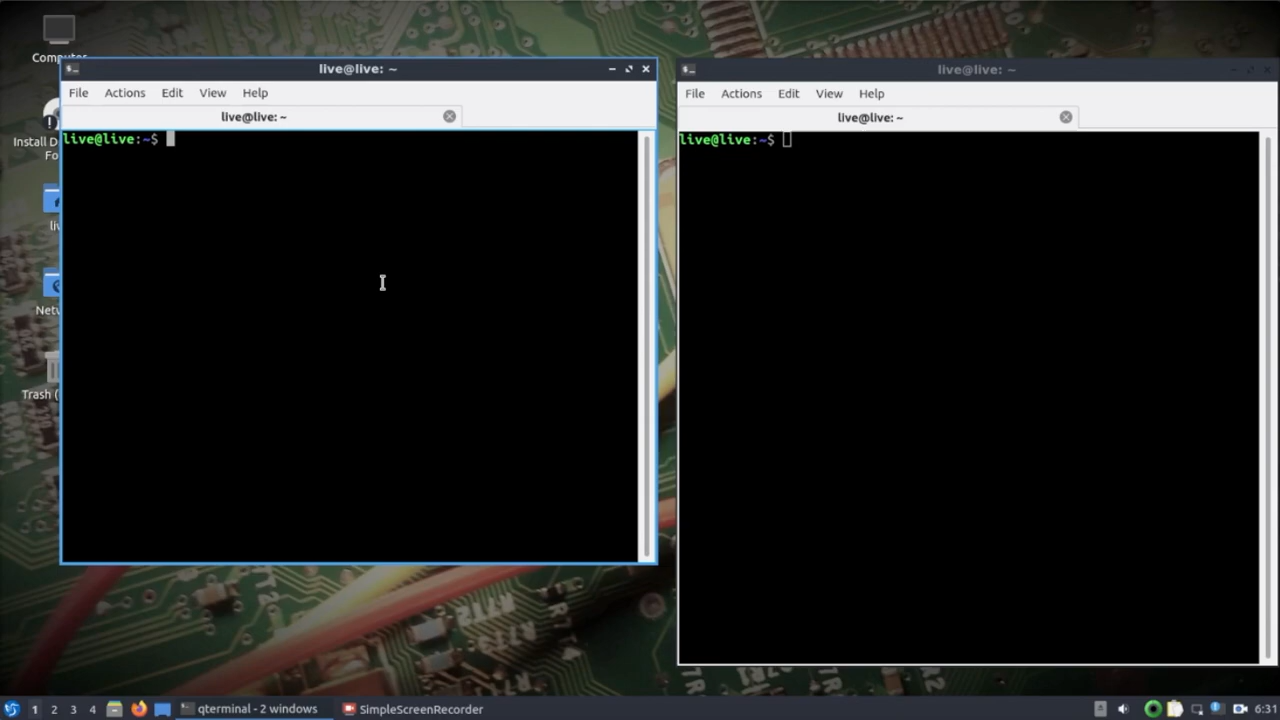 Computer
live@live: ~
File Actions Edit View Help
live@live: ~
live@live:~$
live@live: ~
File Actions Edit View Help
live@live: ~
live@live:~$
Install D
Fo
liv
Netw
Trash (
1 2 3 4 qterminal - 2 windows SimpleScreenRecorder 6:31